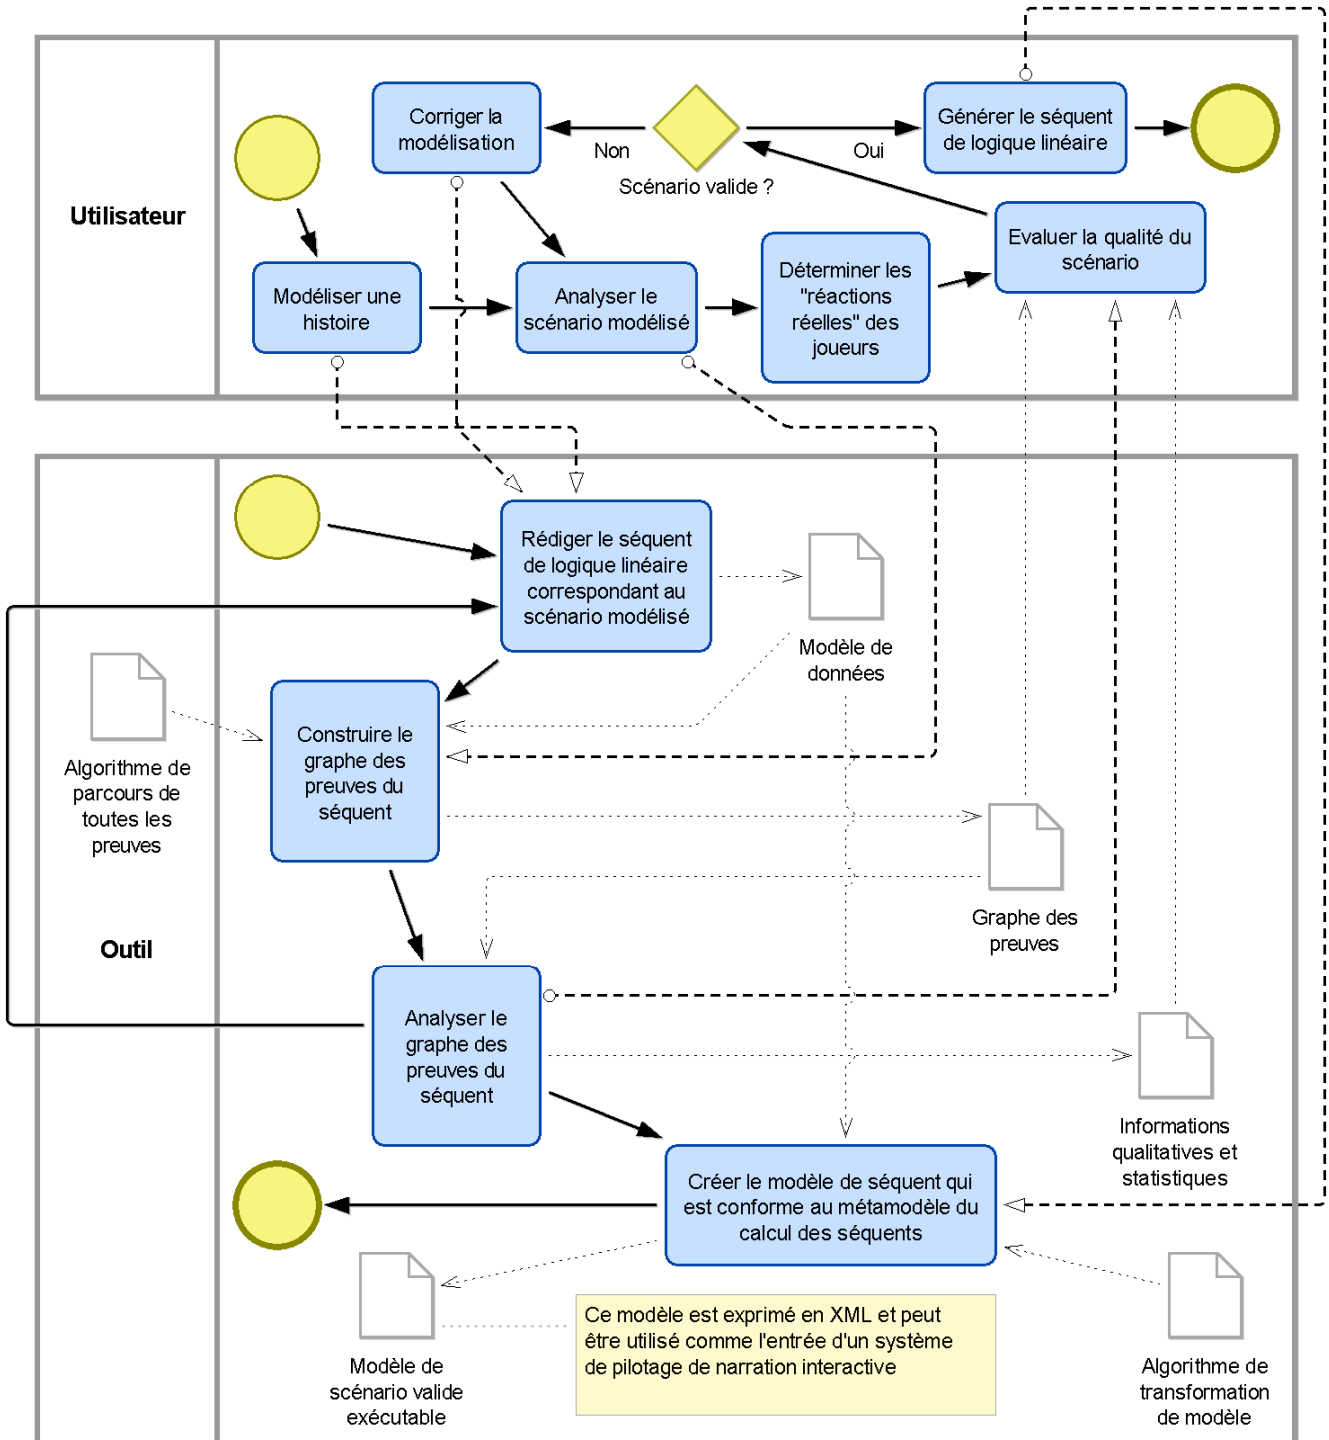 Utilisateur
Corriger la
modélisation
Non
Scénario valide ?
Oui
Générer le séquent
de logique linéaire
Modéliser une
histoire
Analyser le
scénario modélisé
Déterminer les
"réactions
réelles" des
joueurs
Evaluer la qualité du
scénario
Outil
Rédiger le séquent
de logique linéaire
correspondant au
scénario modélisé
Modèle de
données
Algorithme de
parcours de
toutes les
preuves
Construire le
graphe des
preuves du
séquent
Graphe des
preuves
Analyser le
graphe des
preuves du
séquent
Informations
qualitatives et
statistiques
Créer le modèle de séquent qui
est conforme au métamodèle du
calcul des séquents
Modèle de
scénario valide
exécutable
Ce modèle est exprimé en XML et peut
être utilisé comme l'entrée d'un système
de pilotage de narration interactive
Algorithme de
transformation
de modèle